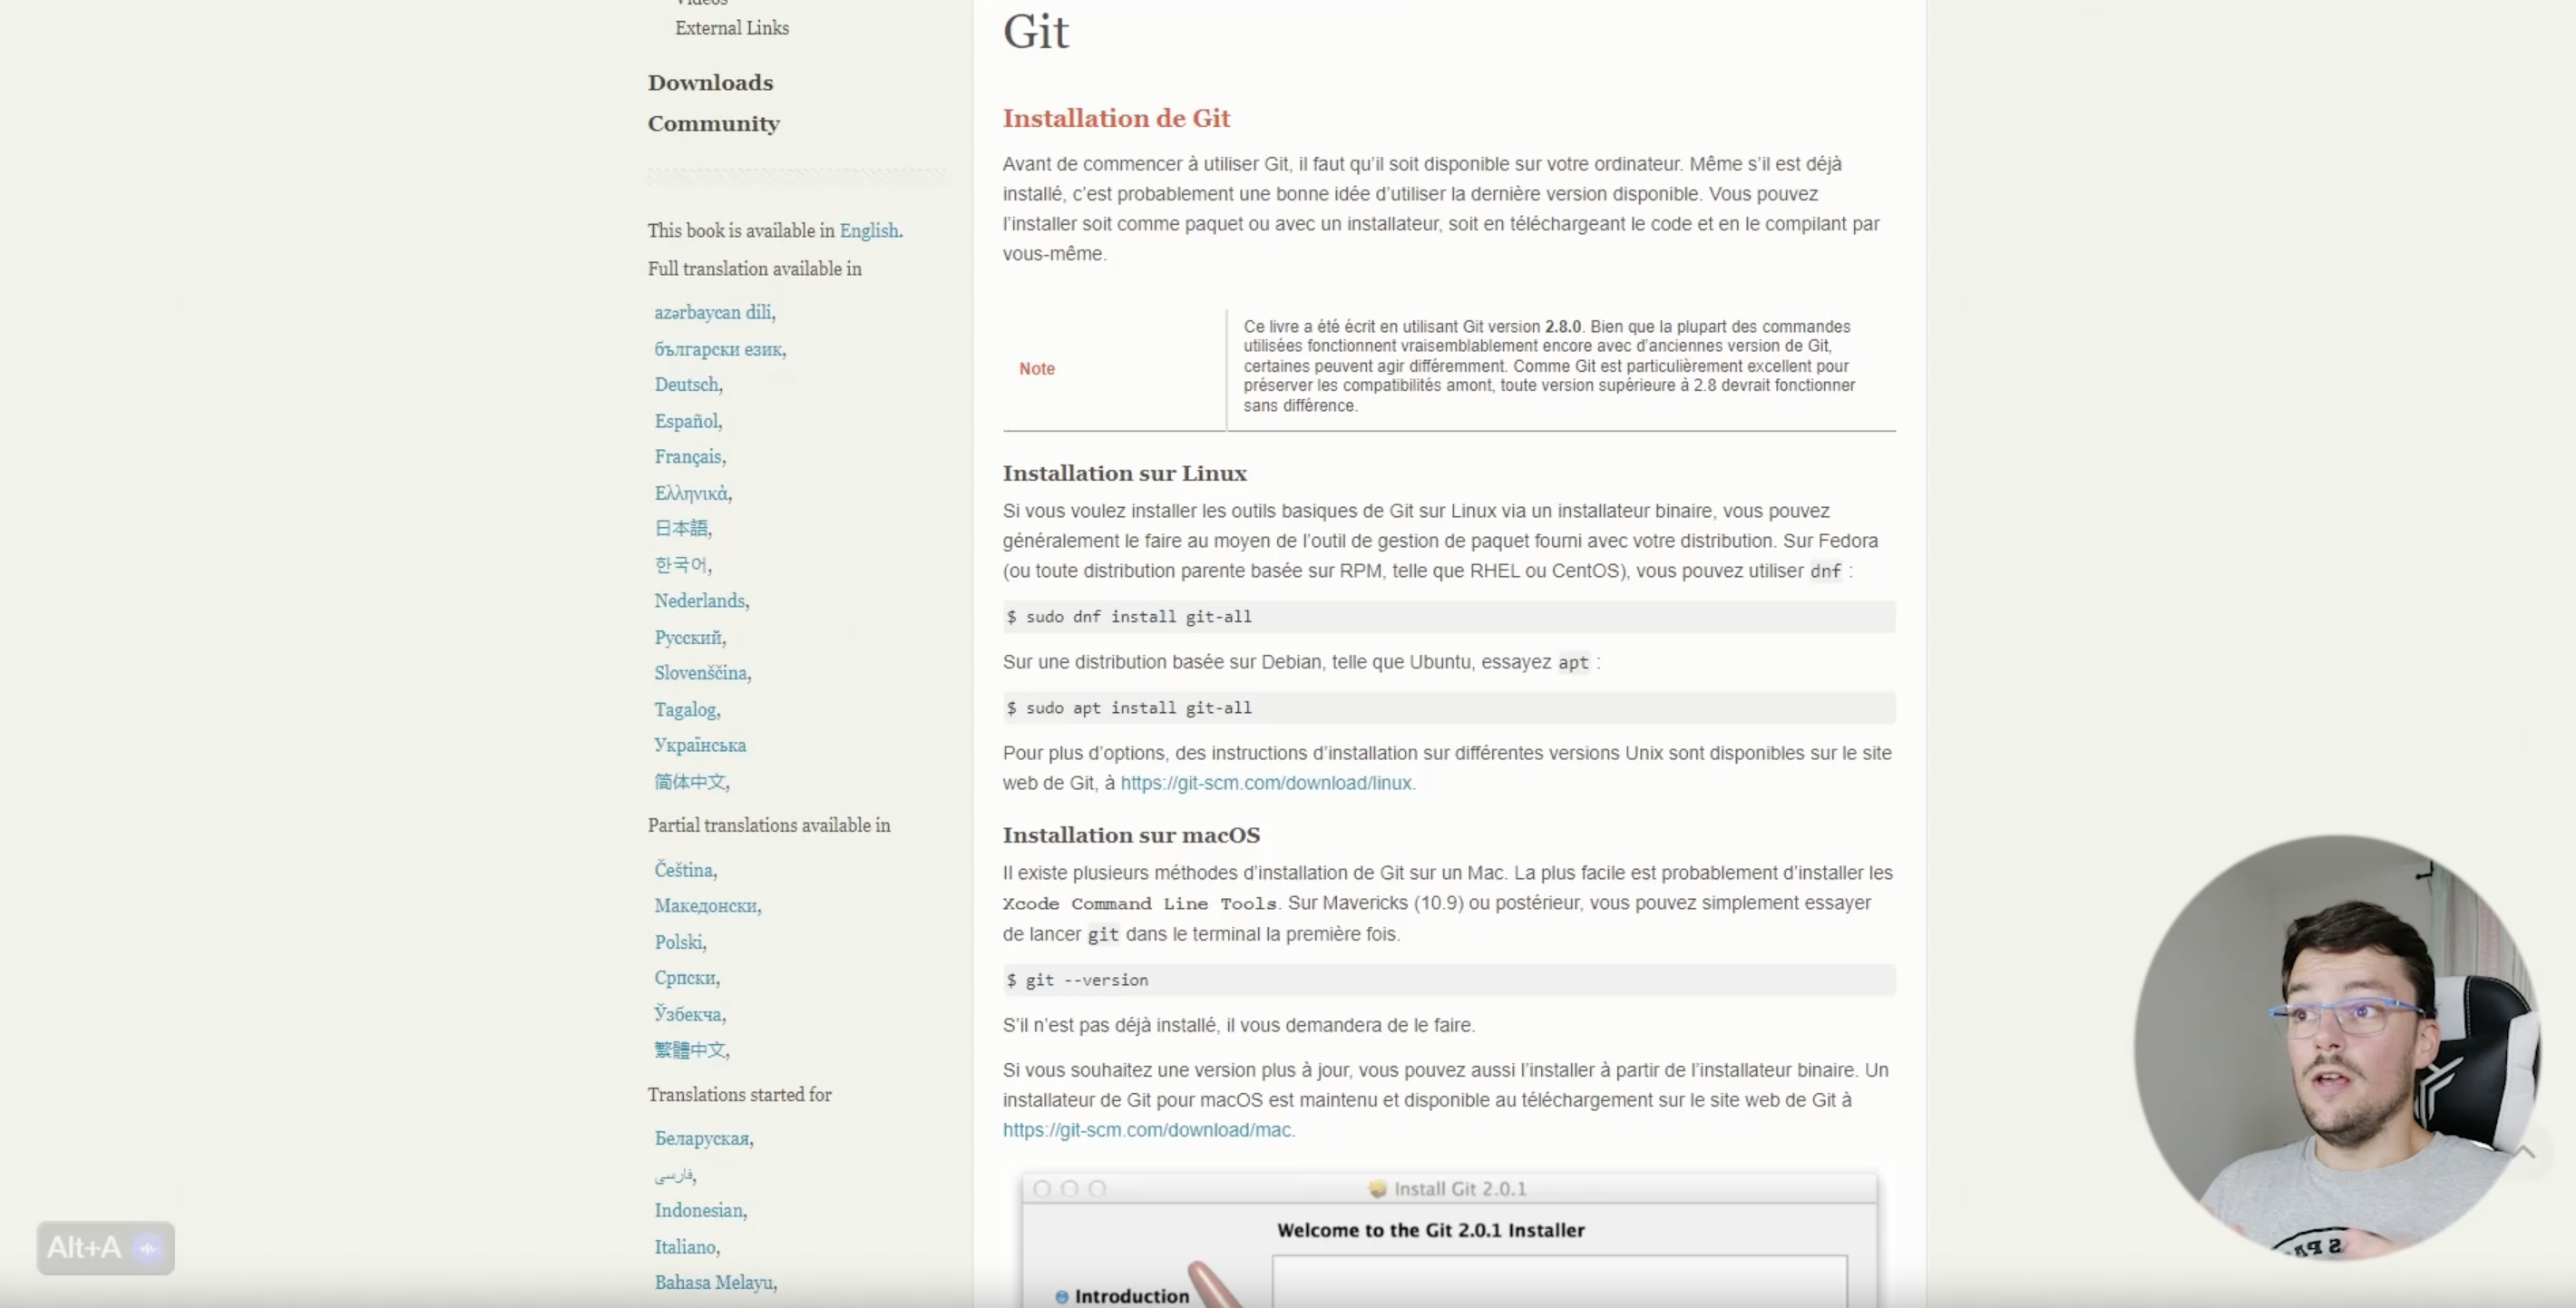 External Links
Downloads
Community
This book is available in English.
Full translation available in
azərbaycan dili,
български език,
Deutsch,
Español,
Français,
Ελληνικά,
日本語,
한국어,
Nederlands,
Русский,
Slovenščina,
Tagalog,
Українська
简体中文,
Partial translations available in
Čeština,
Македонски,
Polski,
Српски,
Ўзбекча,
繁體中文,
Translations started for
Беларуская,
فارسی,
Indonesian,
Italiano,
Bahasa Melayu,
Git
Installation de Git
Avant de commencer à utiliser Git, il faut qu’il soit disponible sur votre ordinateur. Même s’il est déjà
installé, c’est probablement une bonne idée d’utiliser la dernière version disponible. Vous pouvez
l’installer soit comme paquet ou avec un installateur, soit en téléchargeant le code et en le compilant par
vous-même.
Note
Ce livre a été écrit en utilisant Git version 2.8.0. Bien que la plupart des commandes
utilisées fonctionnent vraisemblablement encore avec d’anciennes version de Git,
certaines peuvent agir différemment. Comme Git est particulièrement excellent pour
préserver les compatibilités amont, toute version supérieure à 2.8 devrait fonctionner
sans différence.
Installation sur Linux
Si vous voulez installer les outils basiques de Git sur Linux via un installateur binaire, vous pouvez
généralement le faire au moyen de l’outil de gestion de paquet fourni avec votre distribution. Sur Fedora
(ou toute distribution parente basée sur RPM, telle que RHEL ou CentOS), vous pouvez utiliser dnf :
$ sudo dnf install git-all
Sur une distribution basée sur Debian, telle que Ubuntu, essayez apt :
$ sudo apt install git-all
Pour plus d’options, des instructions d’installation sur différentes versions Unix sont disponibles sur le site
web de Git, à https://git-scm.com/download/linux.
Installation sur macOS
Il existe plusieurs méthodes d’installation de Git sur un Mac. La plus facile est probablement d’installer les
Xcode Command Line Tools. Sur Mavericks (10.9) ou postérieur, vous pouvez simplement essayer
de lancer git dans le terminal la première fois.
$ git --version
S’il n’est pas déjà installé, il vous demandera de le faire.
Si vous souhaitez une version plus à jour, vous pouvez aussi l’installer à partir de l’installateur binaire. Un
installateur de Git pour macOS est maintenu et disponible au téléchargement sur le site web de Git à
https://git-scm.com/download/mac.
Install Git 2.0.1
Welcome to the Git 2.0.1 Installer
Introduction
Alt+A